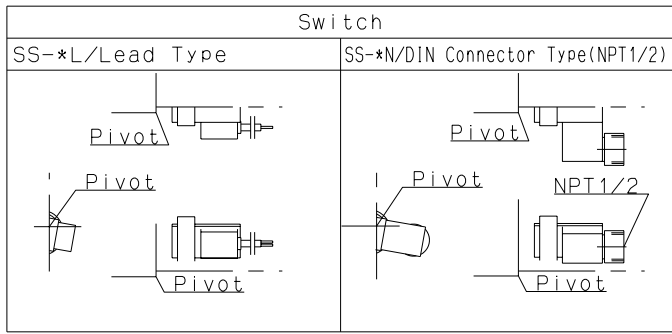 Switch
SS-*L/Lead Type
SS-*N/DIN Connector Type(NPT1/2)
Pivot
Pivot
Pivot
Pivot
NPT1/2
Pivot
Pivot